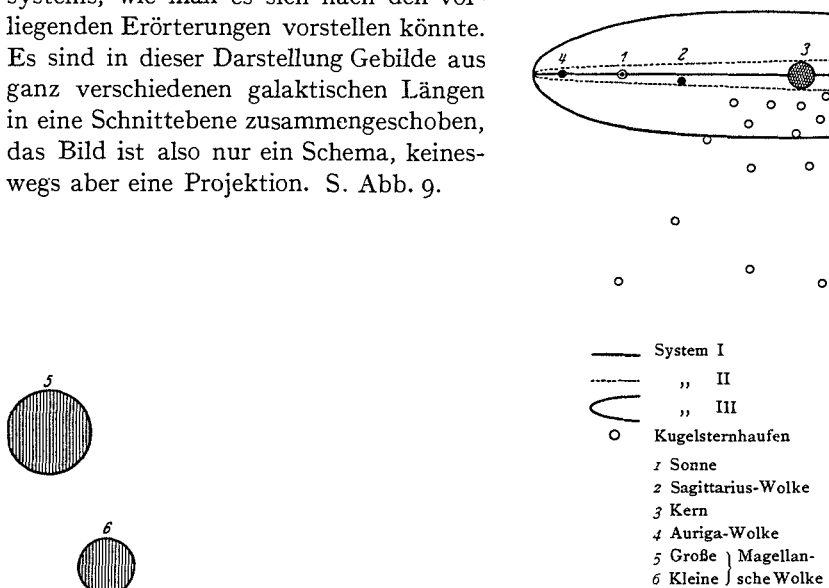 systems, wie man es sich nach den vor-
liegenden Erörterungen vorstellen könnte.
Es sind in dieser Darstellung Gebilde aus
ganz verschiedenen galaktischen Längen
in eine Schnittebene zusammengeschoben,
das Bild ist also nur ein Schema, keines-
wegs aber eine Projektion. S. Abb. 9.
4 1 2 3
System I
„ II
„ III
Kugelsternhaufen
1 Sonne
2 Sagittarius-Wolke
3 Kern
4 Auriga-Wolke
5 Große } Magellan-
6 Kleine } sche Wolke
5
6